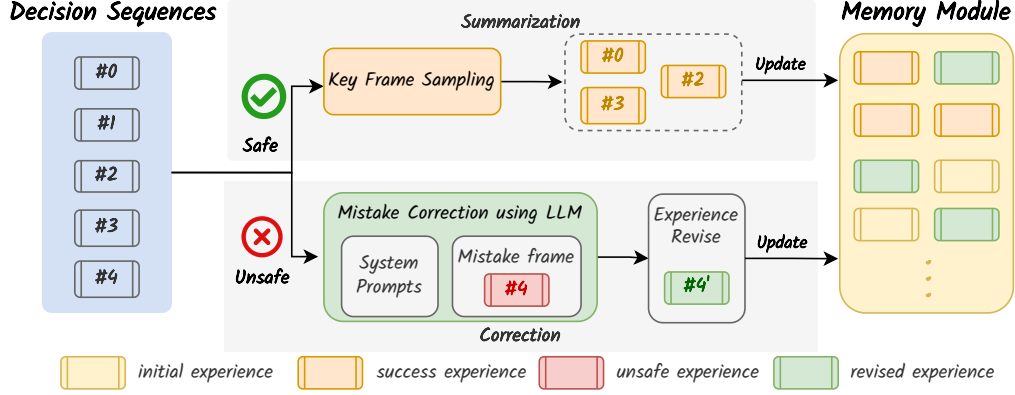 Decision Sequences
#0
#1
#2
#3
#4
Summarization
Safe
Key Frame Sampling
#0
#2
#3
Update
Unsafe
Mistake Correction using LLM
System
Prompts
Mistake frame
#4
Experience
Revise
#4'
Update
Correction
Memory Module
initial experience
success experience
unsafe experience
revised experience